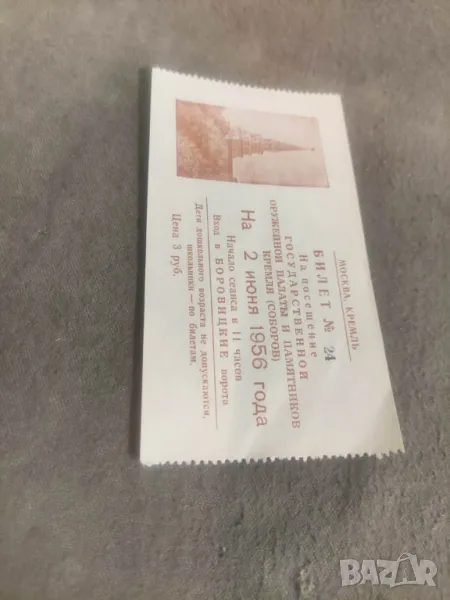 МОСКВА, КРЕМЛЬ
БИЛЕТ № 24
На посещение
ГОСУДАРСТВЕННОЙ
ОРУЖЕЙНОЙ ПАЛАТЫ И ПАМЯТНИКОВ
КРЕМЛЯ (СОБОРОВ)
На 2 июня 1956 года
Начало сеанса в 11 часов
Вход в БОРОВИЦКИЕ ворота
Дети дошкольного возраста не допускаются,
школьники — по билетам.
Цена 3 руб.
BAZAR